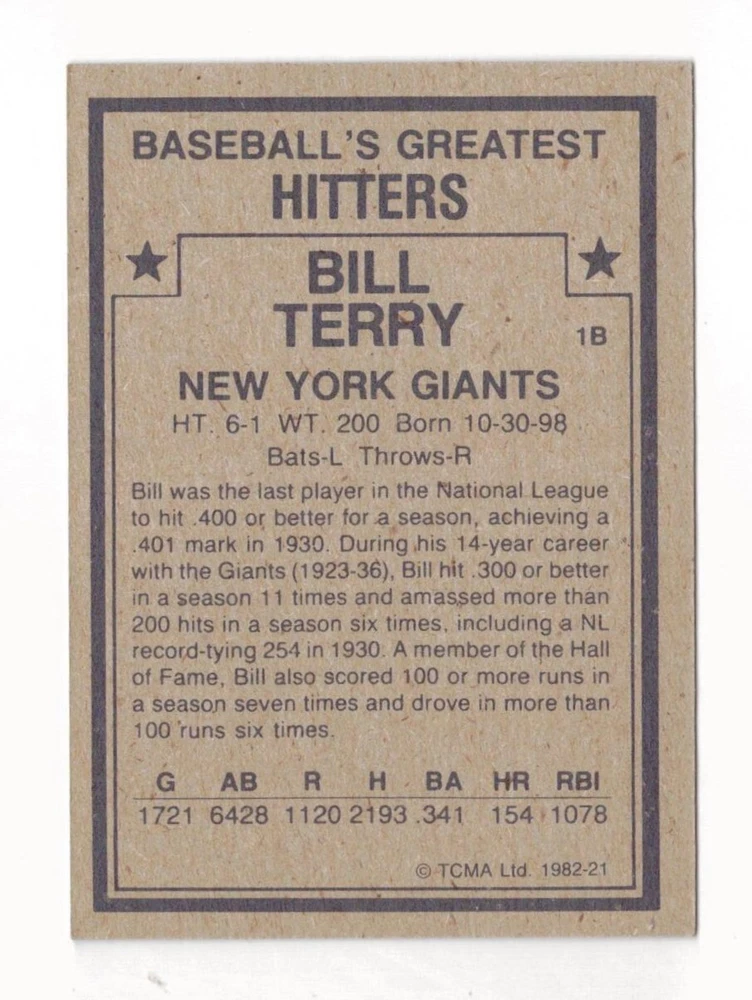 BASEBALL'S GREATEST
HITTERS
BILL
TERRY
1B
NEW YORK GIANTS
HT. 6-1 WT. 200 Born 10-30-98
Bats-L Throws-R
Bill was the last player in the National League
to hit .400 or better for a season, achieving a
.401 mark in 1930. During his 14-year career
with the Giants (1923-36), Bill hit .300 or better
in a season 11 times and amassed more than
200 hits in a season six times, including a NL
record-tying 254 in 1930. A member of the Hall
of Fame, Bill also scored 100 or more runs in
a season seven times and drove in more than
100 runs six times.
G AB R H BA HR RBI
1721 6428 1120 2193 .341 154 1078
© TCMA Ltd. 1982-21